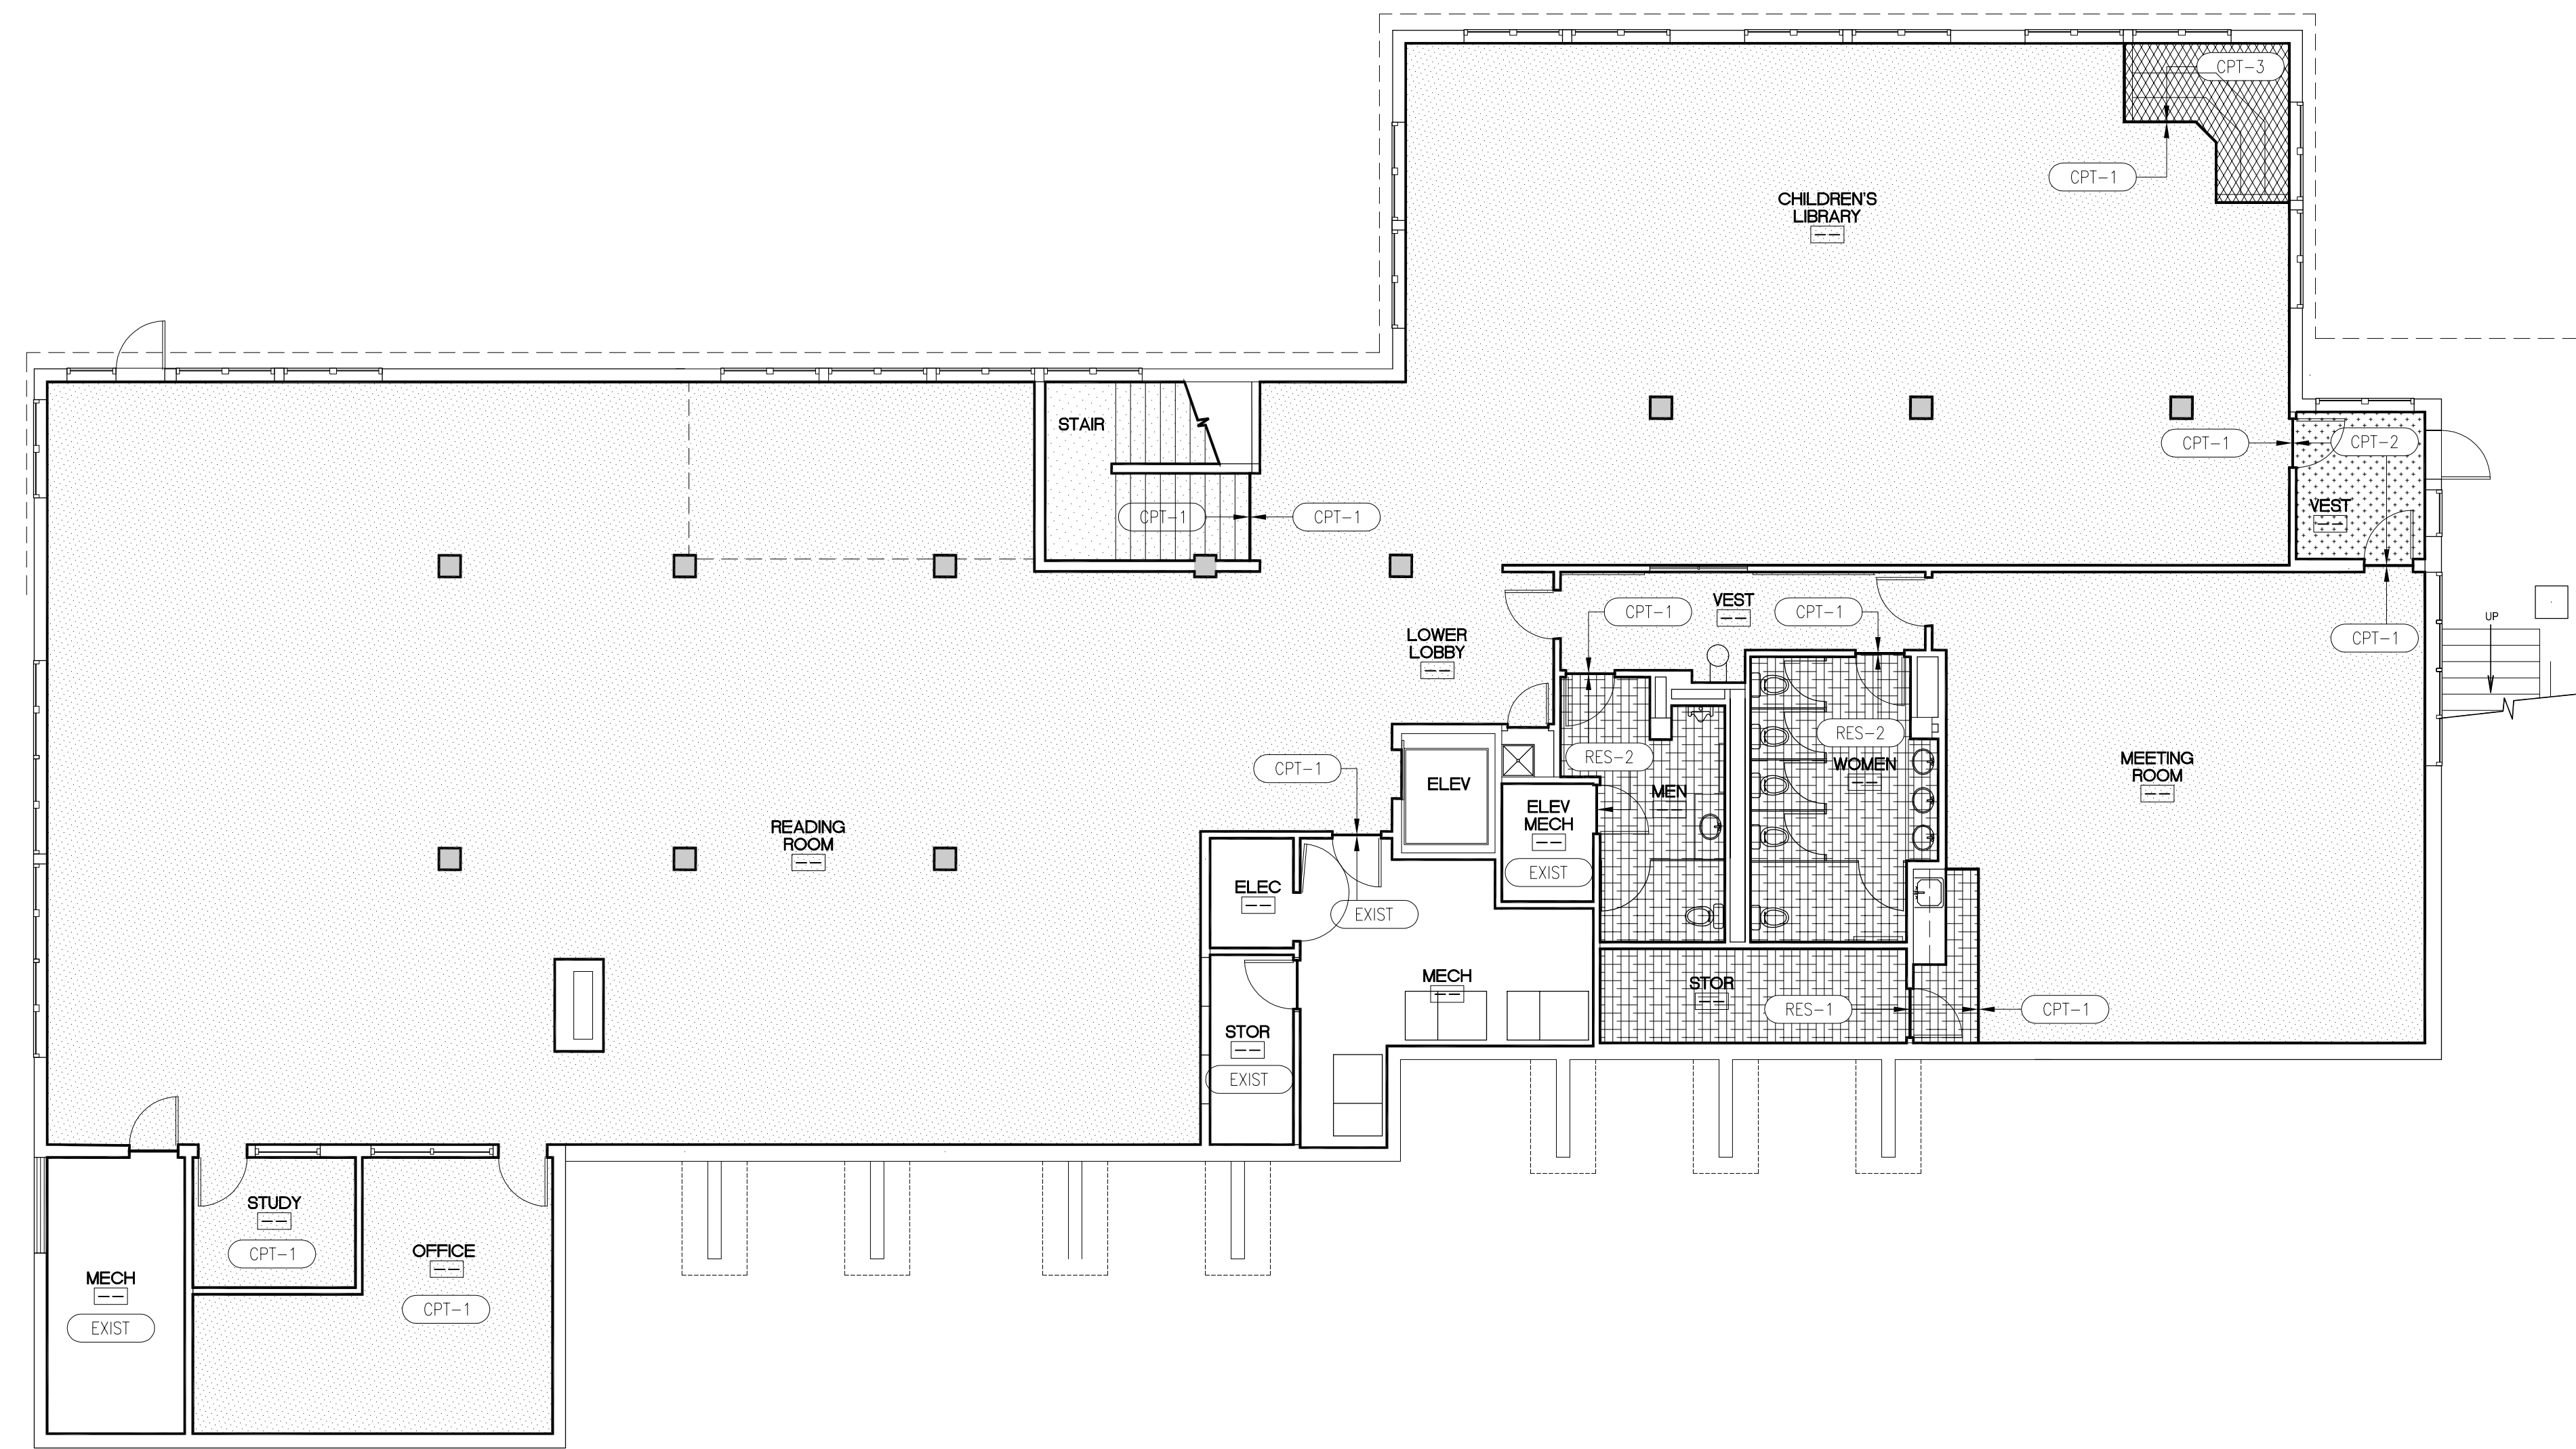 CPT-3
CPT-1
CHILDREN'S
LIBRARY
--
STAIR
CPT-1
CPT-2
VEST
--
CPT-1
CPT-1
CPT-1
VEST
--
CPT-1
UP
LOWER
LOBBY
--
CPT-1
RES-2
WOMEN
--
RES-2
MEN
--
MEETING
ROOM
--
CPT-1
ELEV
ELEV
MECH
--
EXIST
READING
ROOM
--
ELEC
--
EXIST
MECH
--
STOR
--
RES-1
CPT-1
STOR
--
EXIST
STUDY
--
CPT-1
OFFICE
--
CPT-1
MECH
--
EXIST